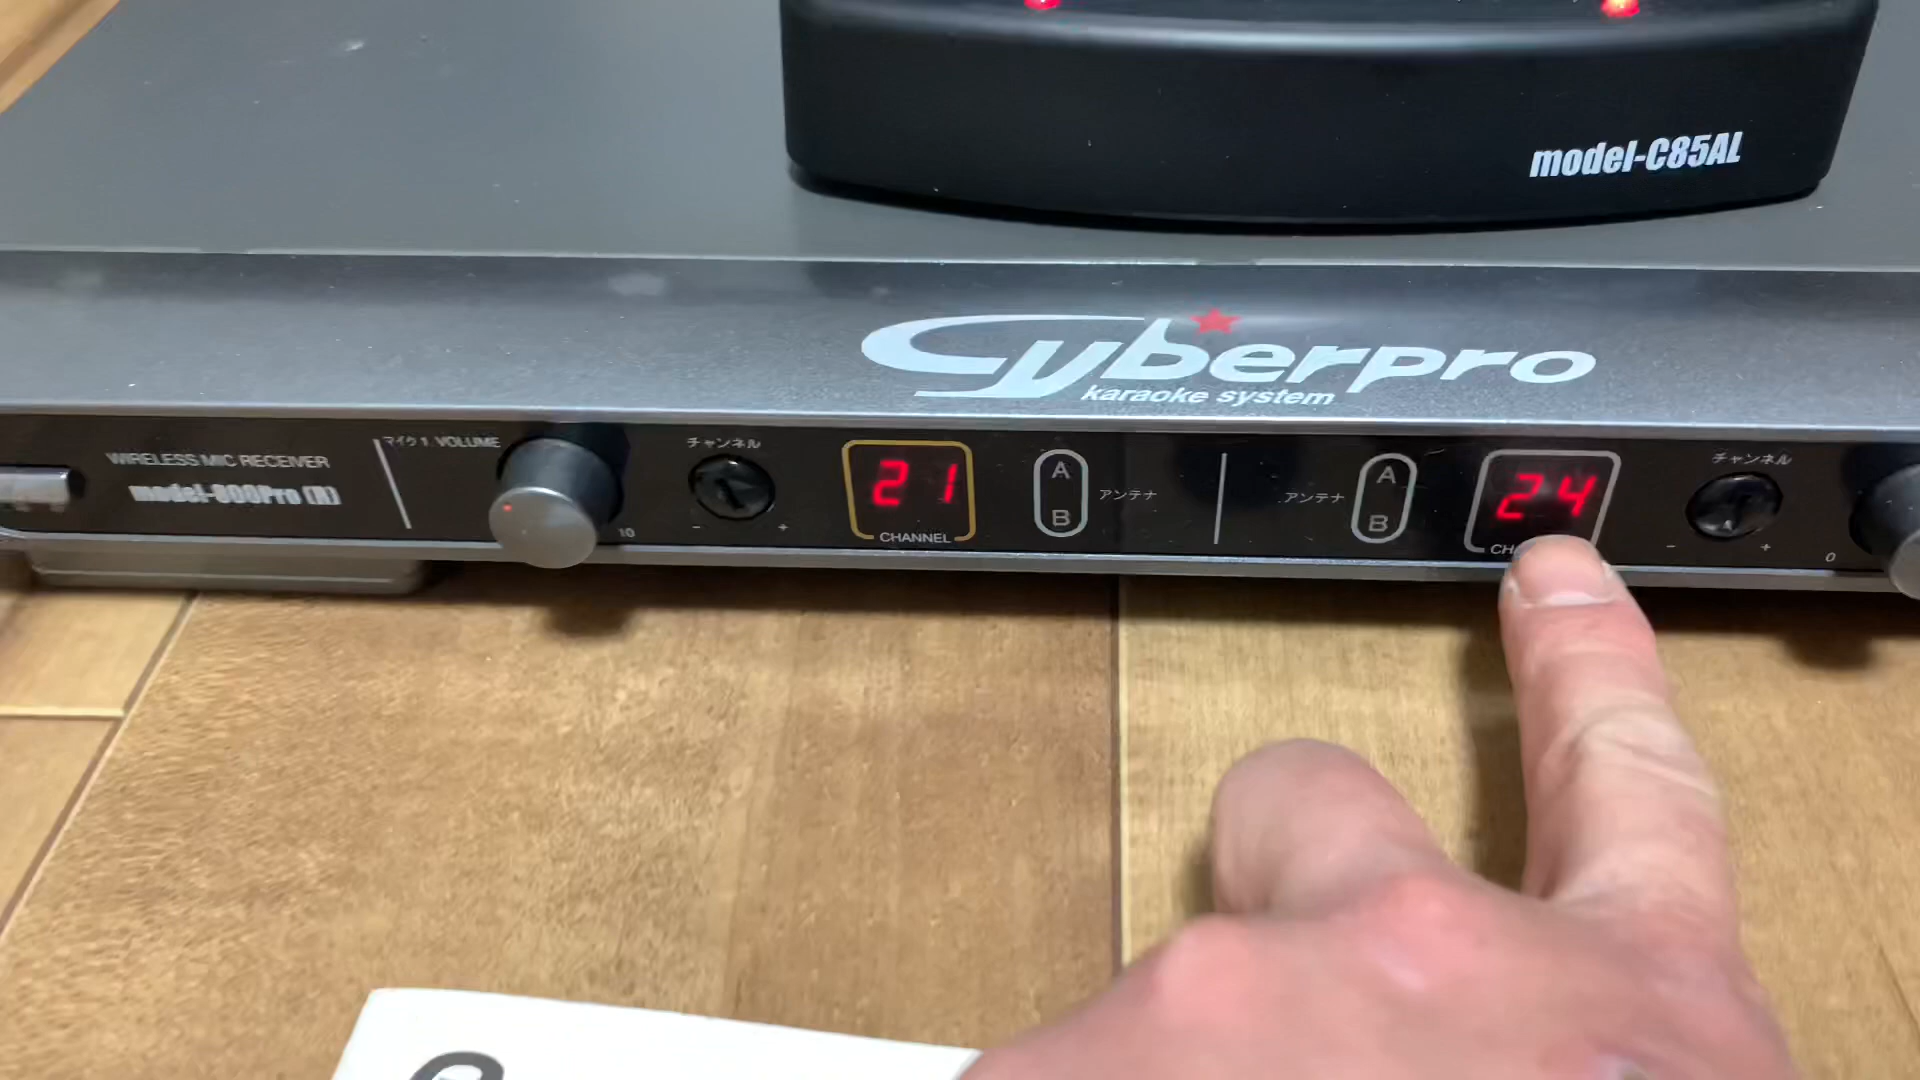 model-C85AL
Cyberpro
karaoke system
WIRELESS MIC RECEIVER
マイク 1. VOLUME
10
チャンネル
- +
21
CHANNEL
A
B
アンテナ
アンテナ
A
B
24
チャンネル
- +
0